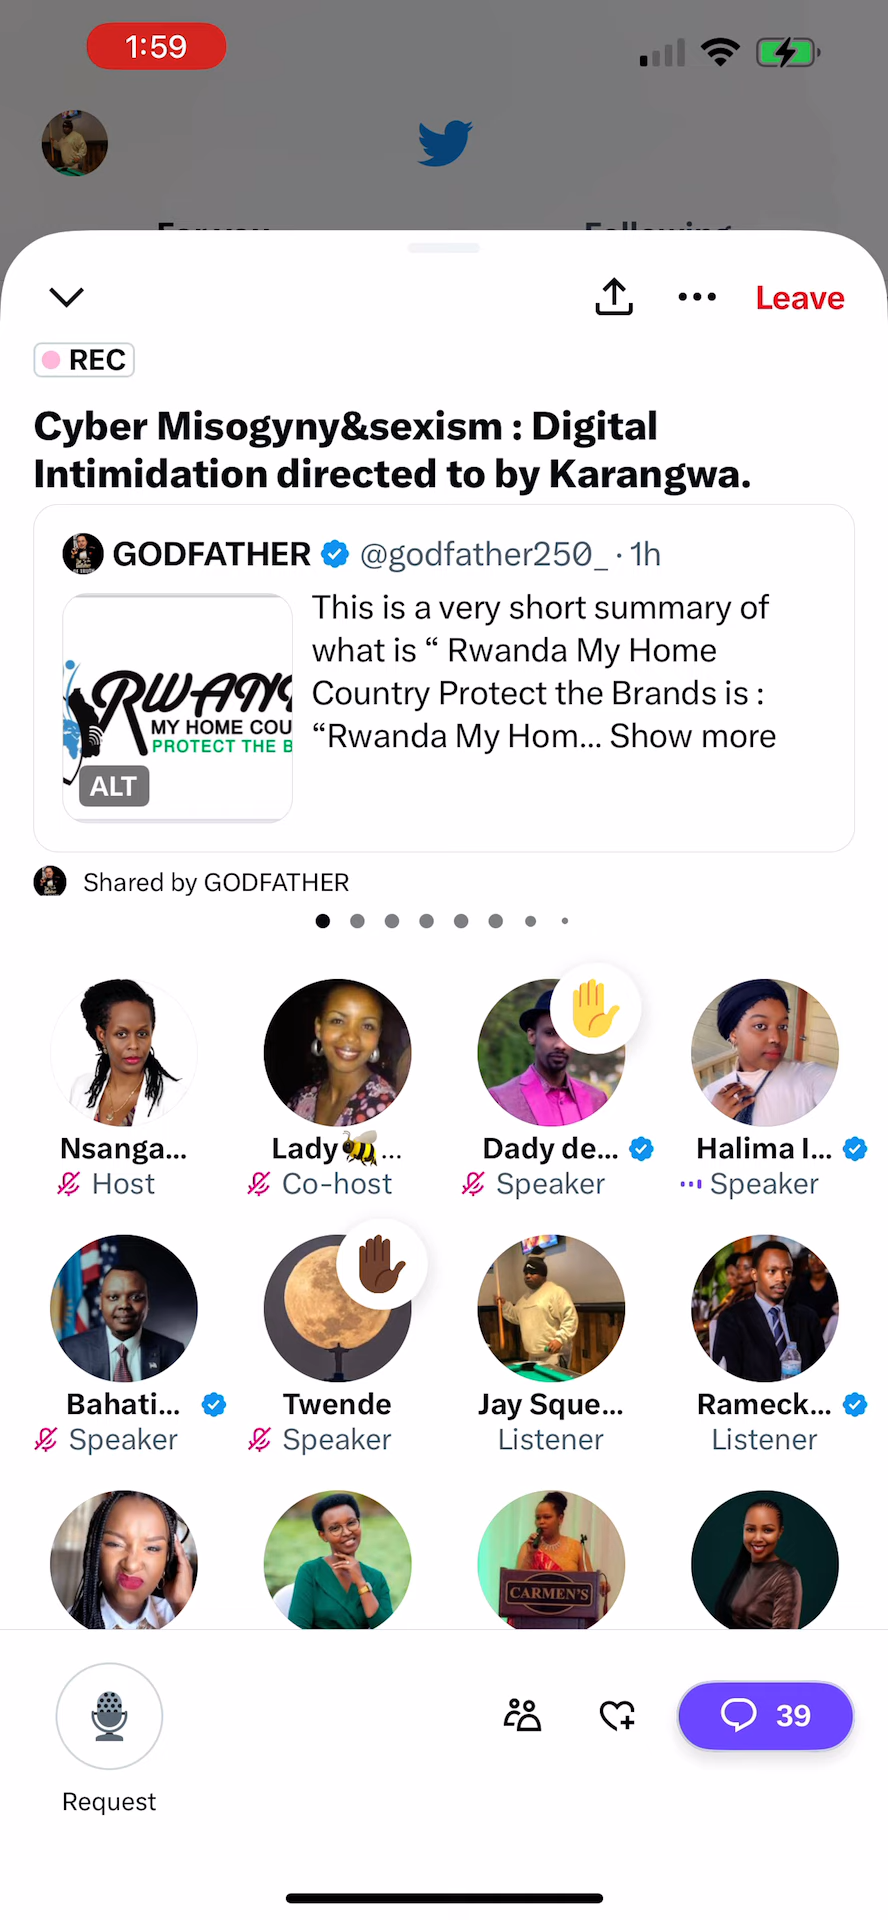 1:59
Leave
REC
Cyber Misogyny&sexism : Digital
Intimidation directed to by Karangwa.
GODFATHER @godfather250_ · 1h
This is a very short summary of
what is “ Rwanda My Home
Country Protect the Brands is :
“Rwanda My Hom... Show more
RWAN
MY HOME COU
PROTECT THE B
ALT
Shared by GODFATHER
Nsanga...
Lady🐝...
Dady de...
Halima I...
Host
Co-host
Speaker
Speaker
Bahati...
Twende
Jay Sque...
Rameck...
Speaker
Speaker
Listener
Listener
CARMEN'S
39
Request